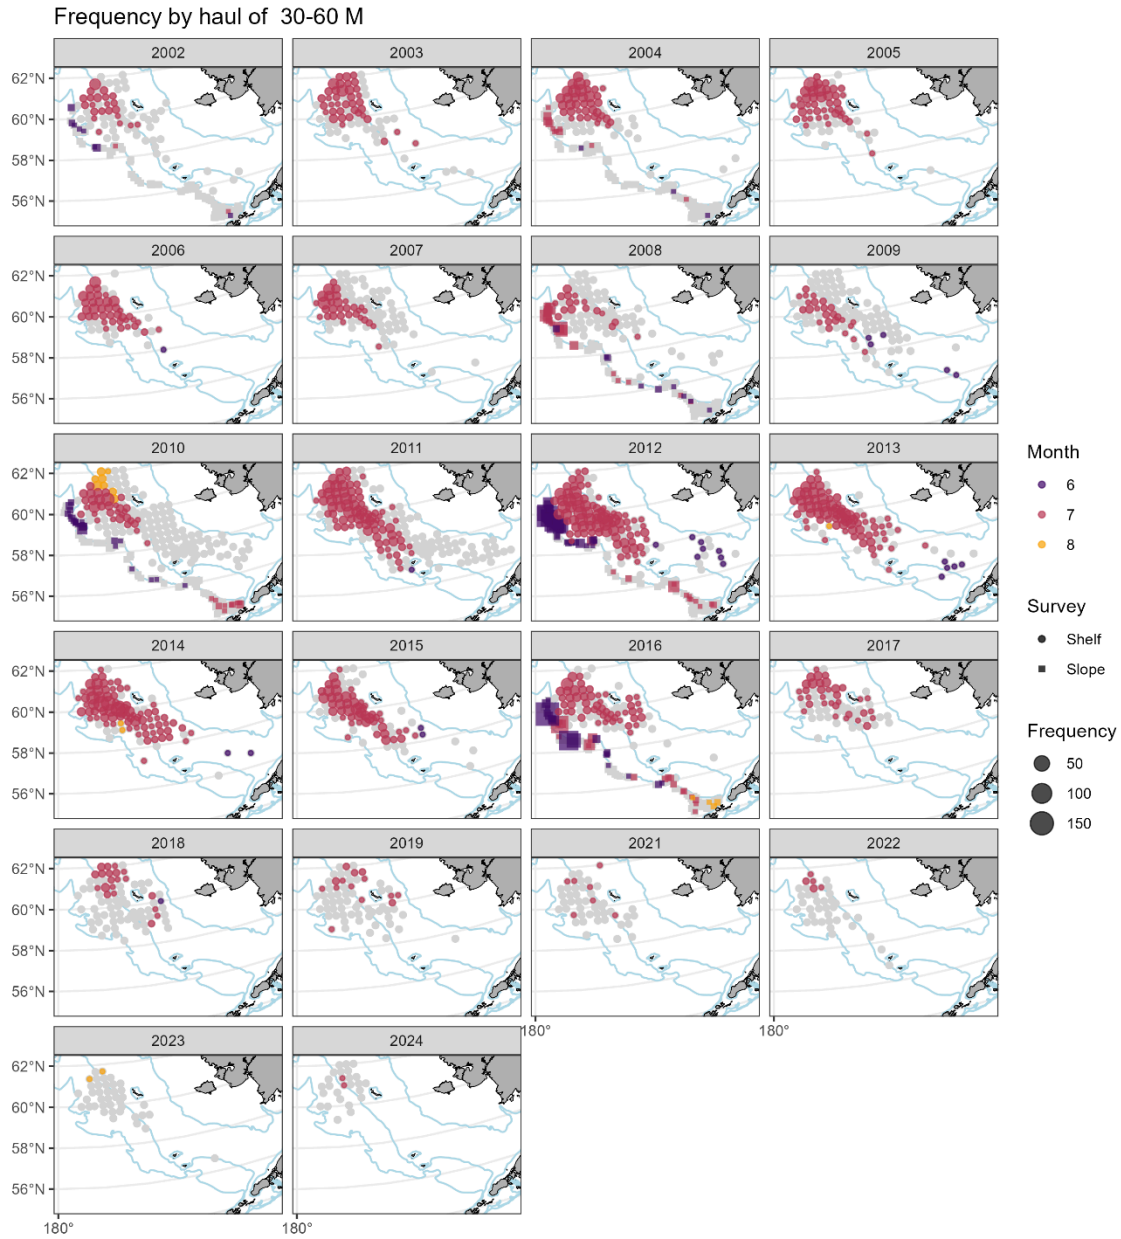 Frequency by haul of  30-60 M
2002 2003 2004 2005
62°N
60°N
58°N
56°N
2006 2007 2008 2009
62°N
60°N
58°N
56°N
2010 2011 2012 2013
62°N
60°N
58°N
56°N
2014 2015 2016 2017
62°N
60°N
58°N
56°N
2018 2019 2021 2022
62°N
60°N
58°N
56°N
180° 180°
2023 2024
62°N
60°N
58°N
56°N
180° 180°
Month
6
7
8
Survey
Shelf
Slope
Frequency
50
100
150